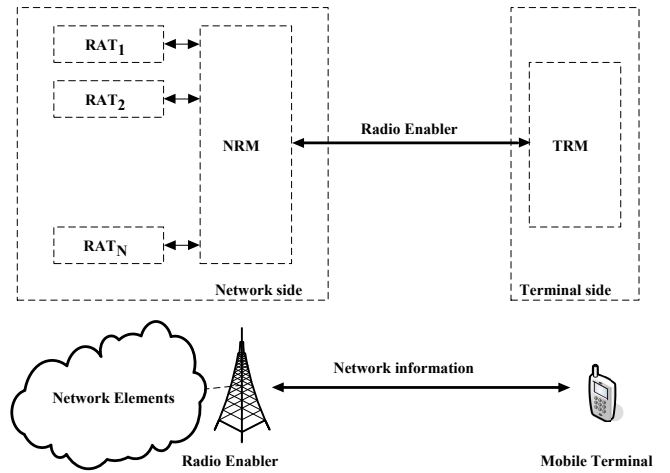 RAT1
RAT2
NRM
Radio Enabler
TRM
RATN
Network side
Terminal side
Network Elements
Network information
Radio Enabler
Mobile Terminal